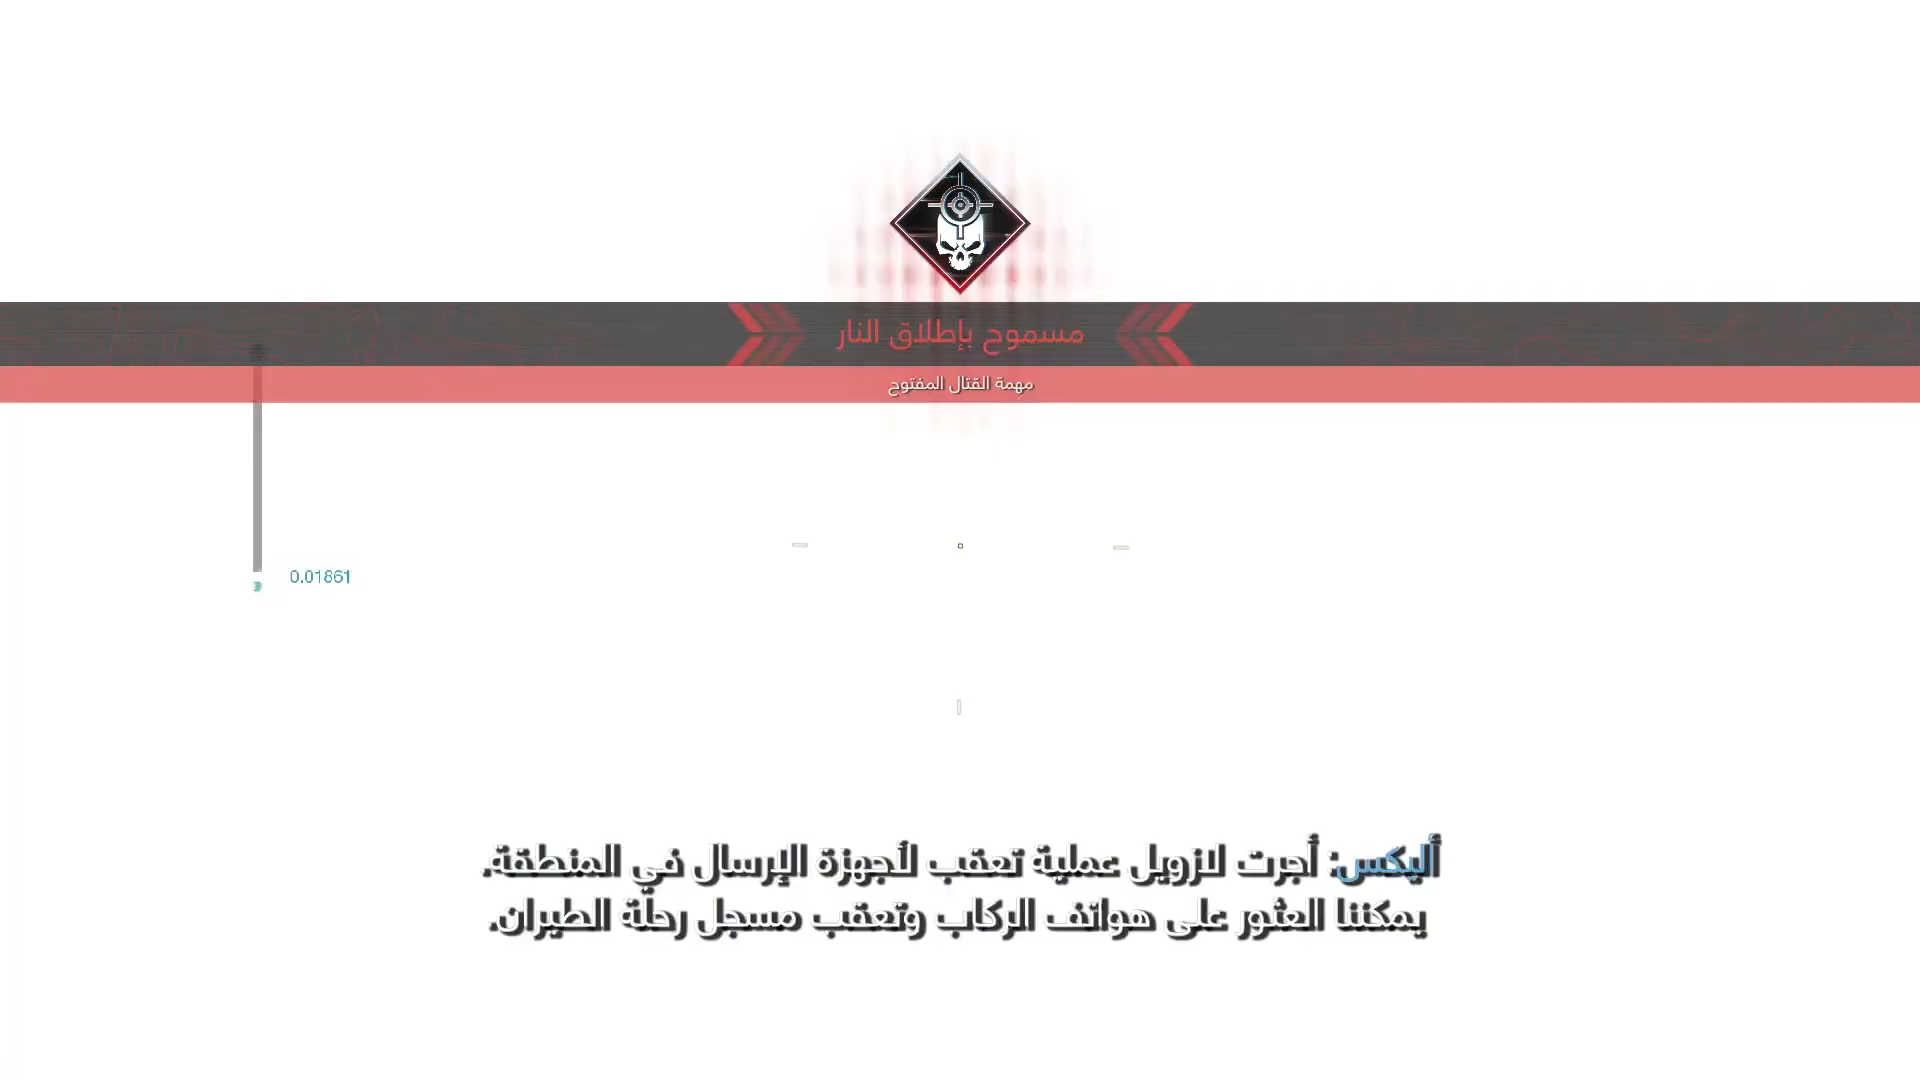 مسموح بإطلاق النار
مهمة القتال المفتوح
0.01861
أليكس: أجرت لازويل عملية تعقب لأجهزة الإرسال في المنطقة.
يمكننا العثور على هواتف الركاب وتعقب مسجل رحلة الطيران.